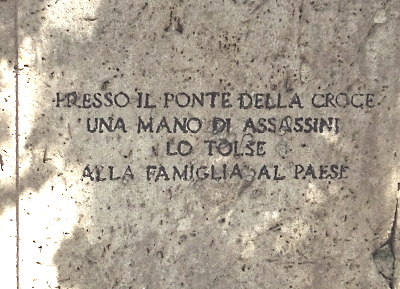 PRESSO IL PONTE DELLA CROCE
UNA MANO DI ASSASSINI
LO TOLSE
ALLA FAMIGLIA AL PAESE